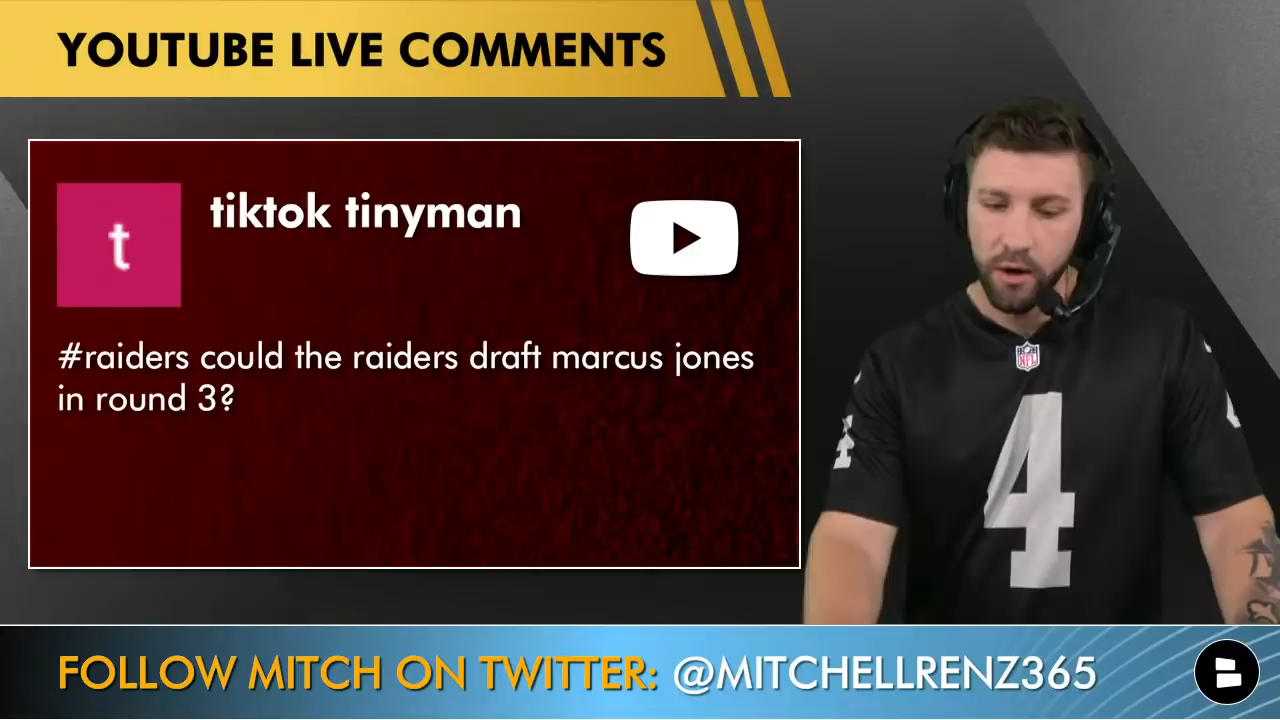 YOUTUBE LIVE COMMENTS
t
tiktok tinyman
#raiders could the raiders draft marcus jones
in round 3?
NFL
4
4
FOLLOW MITCH ON TWITTER: @MITCHELLRENZ365